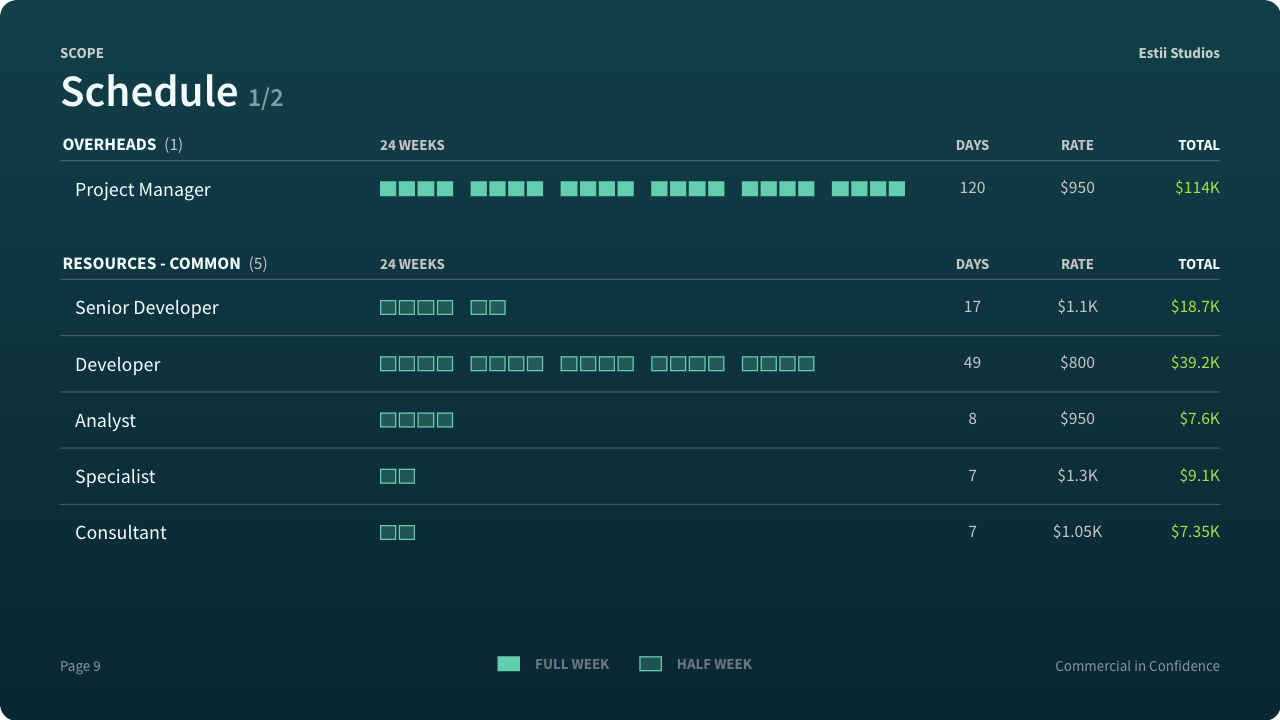 SCOPE
Estii Studios
Schedule 1/2
OVERHEADS (1) 24 WEEKS DAYS RATE TOTAL
Project Manager 120 $950 $114K
RESOURCES - COMMON (5) 24 WEEKS DAYS RATE TOTAL
Senior Developer 17 $1.1K $18.7K
Developer 49 $800 $39.2K
Analyst 8 $950 $7.6K
Specialist 7 $1.3K $9.1K
Consultant 7 $1.05K $7.35K
Page 9 FULL WEEK HALF WEEK Commercial in Confidence